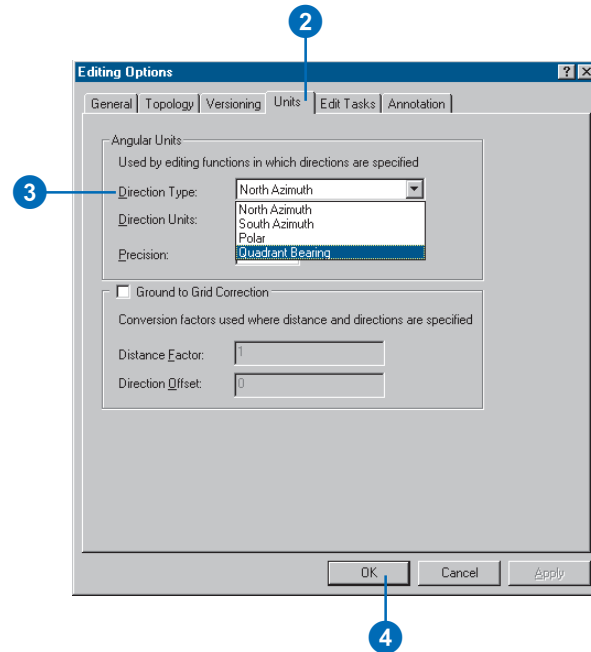 2
Editing Options
General Topology Versioning Units Edit Tasks Annotation
Angular Units
Used by editing functions in which directions are specified
3
Direction Type: North Azimuth
North Azimuth
Direction Units: South Azimuth
Polar
Precision: Quadrant Bearing
Ground to Grid Correction
Conversion factors used where distance and directions are specified
Distance Factor: 1
Direction Offset: 0
OK Cancel Apply
4